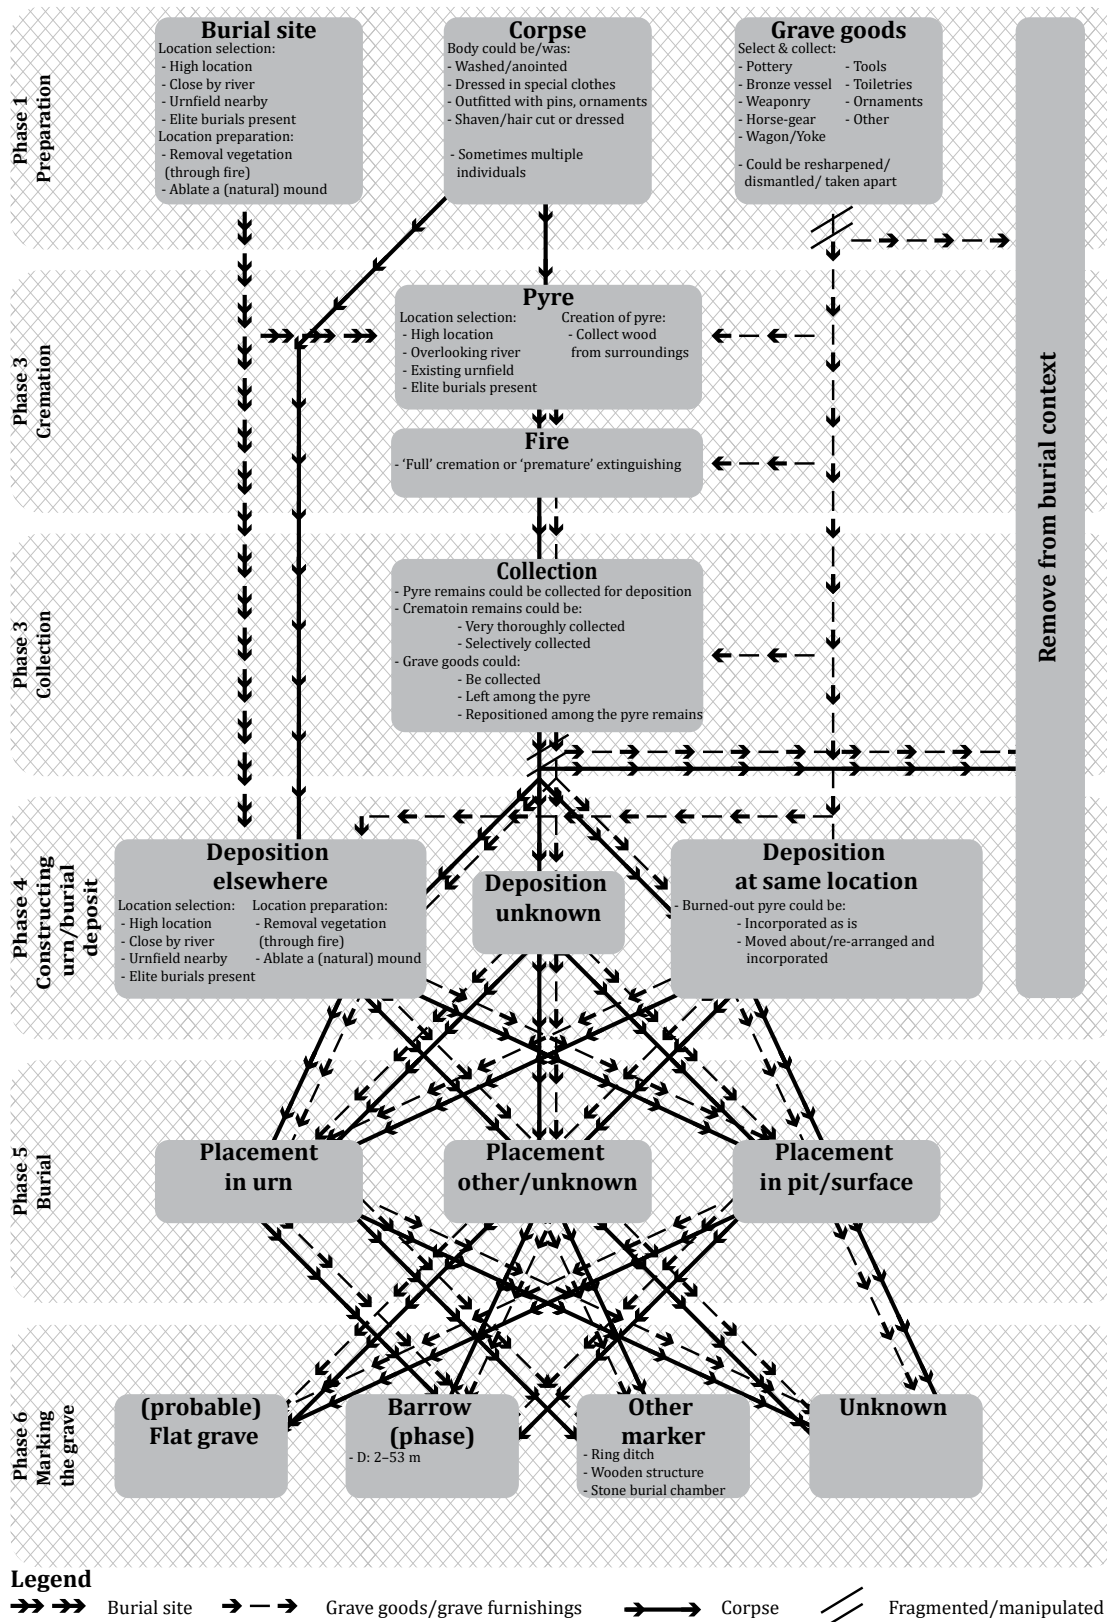 Phase 1
Preparation
Burial site
Location selection:
- High location
- Close by river
- Urnfield nearby
- Elite burials present
Location preparation:
- Removal vegetation
(through fire)
- Ablate a (natural) mound
Corpse
Body could be/was:
- Washed/anointed
- Dressed in special clothes
- Outfitted with pins, ornaments
- Shaven/hair cut or dressed
- Sometimes multiple
individuals
Grave goods
Select & collect:
- Pottery
- Bronze vessel
- Weaponry
- Horse-gear
- Wagon/Yoke
- Tools
- Toiletries
- Ornaments
- Other
- Could be resharpened/
dismantled/ taken apart
Remove from burial context
Phase 3
Cremation
Pyre
Location selection:
- High location
- Overlooking river
- Existing urnfield
- Elite burials present
Creation of pyre:
- Collect wood
from surroundings
Fire
- ‘Full’ cremation or ‘premature’ extinguishing
Phase 3
Collection
Collection
- Pyre remains could be collected for deposition
- Crematoin remains could be:
- Very thoroughly collected
- Selectively collected
- Grave goods could:
- Be collected
- Left among the pyre
- Repositioned among the pyre remains
Phase 4
Constructing
urn/burial
deposit
Deposition
elsewhere
Location selection:
- High location
- Close by river
- Urnfield nearby
- Elite burials present
Location preparation:
- Removal vegetation
(through fire)
- Ablate a (natural) mound
Deposition
unknown
Deposition
at same location
- Burned-out pyre could be:
- Incorporated as is
- Moved about/re-arranged and
incorporated
Phase 5
Burial
Placement
in urn
Placement
other/unknown
Placement
in pit/surface
Phase 6
Marking
the grave
(probable)
Flat grave
Barrow
(phase)
- D: 2–53 m
Other
marker
- Ring ditch
- Wooden structure
- Stone burial chamber
Unknown
Legend
Burial site
Grave goods/grave furnishings
Corpse
Fragmented/manipulated